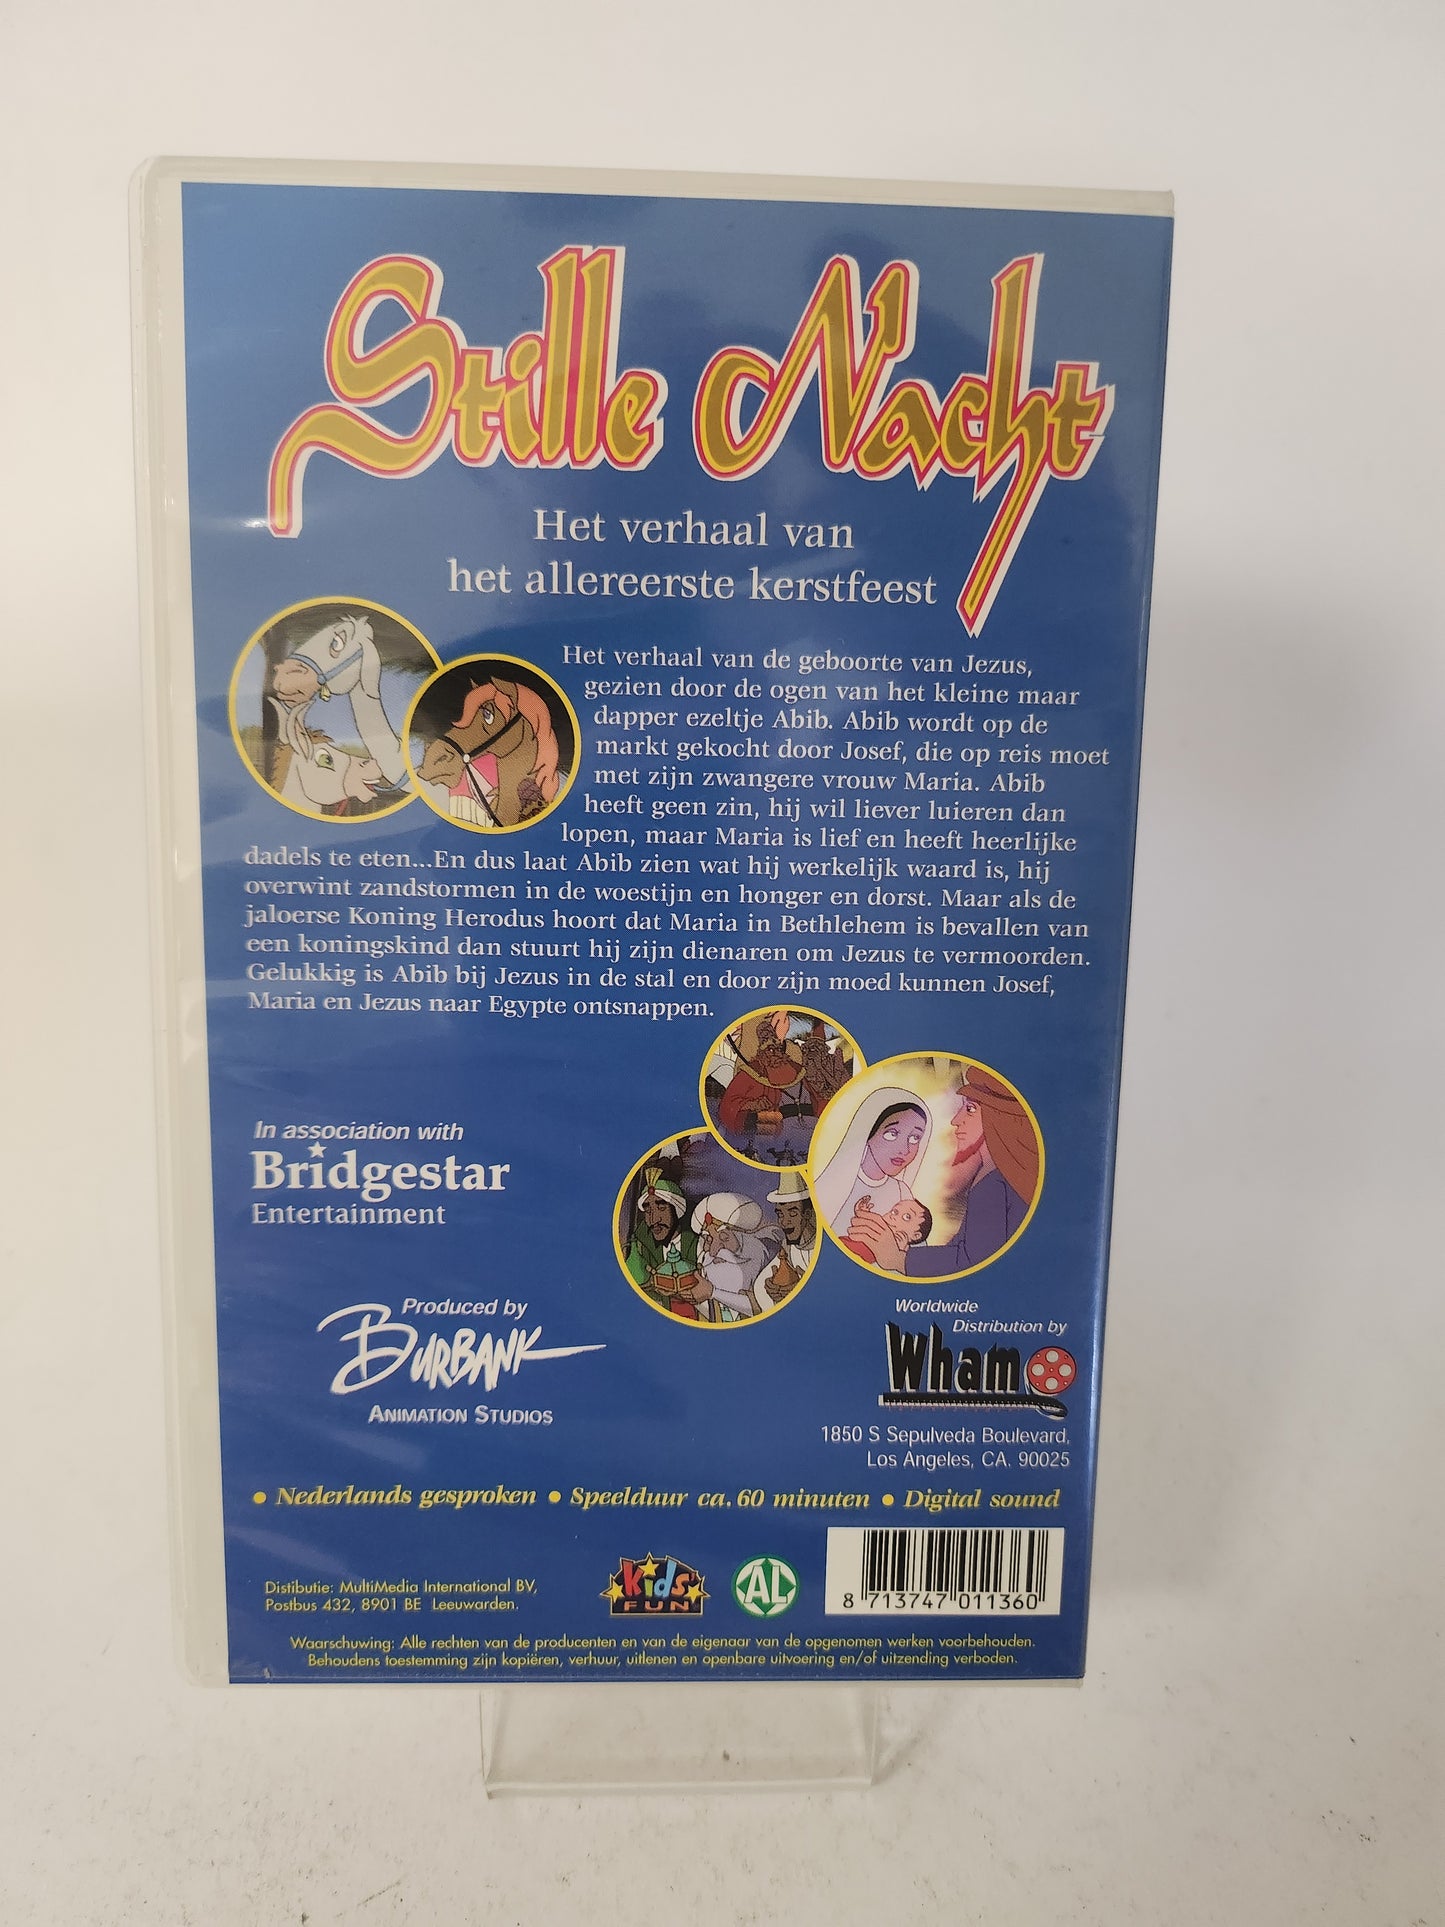 Stille Nacht
Het verhaal van
het allereerste kerstfeest
Het verhaal van de geboorte van Jezus,
gezien door de ogen van het kleine maar
dapper ezeltje Abib. Abib wordt op de
markt gekocht door Josef, die op reis moet
met zijn zwangere vrouw Maria. Abib
heeft geen zin, hij wil liever luieren dan
lopen, maar Maria is lief en heeft heerlijke
dadels te eten...En dus laat Abib zien wat hij werkelijk waard is, hij
overwint zandstormen in de woestijn en honger en dorst. Maar als de
jaloerse Koning Herodus hoort dat Maria in Bethlehem is bevallen van
een koningskind dan stuurt hij zijn dienaren om Jezus te vermoorden.
Gelukkig is Abib bij Jezus in de stal en door zijn moed kunnen Josef,
Maria en Jezus naar Egypte ontsnappen.
In association with
Bridgestar
Entertainment
Produced by
BURBANK
ANIMATION STUDIOS
Worldwide
Distribution by
Wham
1850 S Sepulveda Boulevard,
Los Angeles, CA. 90025
• Nederlands gesproken • Speelduur ca. 60 minuten • Digital sound
Distibutie: MultiMedia International BV,
Postbus 432, 8901 BE Leeuwarden.
Kids'
FUN
AL
8 713747 011360
Waarschuwing: Alle rechten van de producenten en van de eigenaar van de opgenomen werken voorbehouden.
Behoudens toestemming zijn kopiëren, verhuur, uitlenen en openbare uitvoering en/of uitzending verboden.